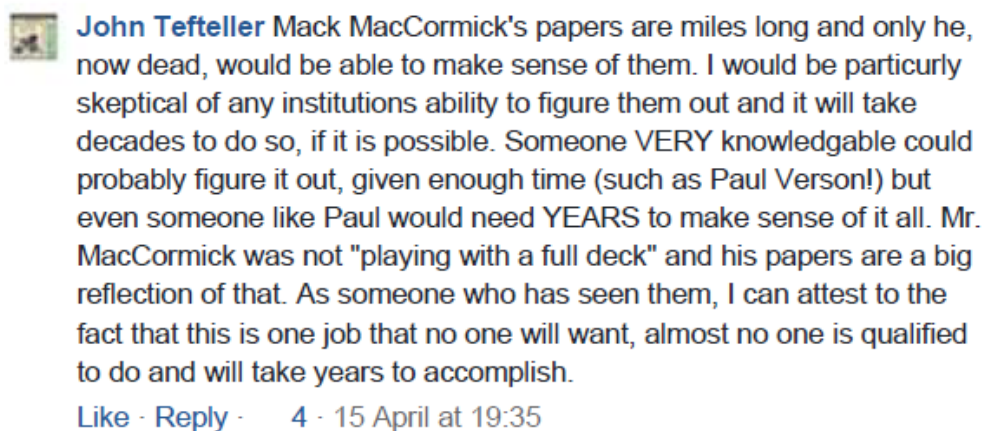 John Tefteller Mack MacCormick's papers are miles long and only he,
now dead, would be able to make sense of them. I would be particurly
skeptical of any institutions ability to figure them out and it will take
decades to do so, if it is possible. Someone VERY knowledgable could
probably figure it out, given enough time (such as Paul Verson!) but
even someone like Paul would need YEARS to make sense of it all. Mr.
MacCormick was not "playing with a full deck" and his papers are a big
reflection of that. As someone who has seen them, I can attest to the
fact that this is one job that no one will want, almost no one is qualified
to do and will take years to accomplish.
Like · Reply · 4 · 15 April at 19:35